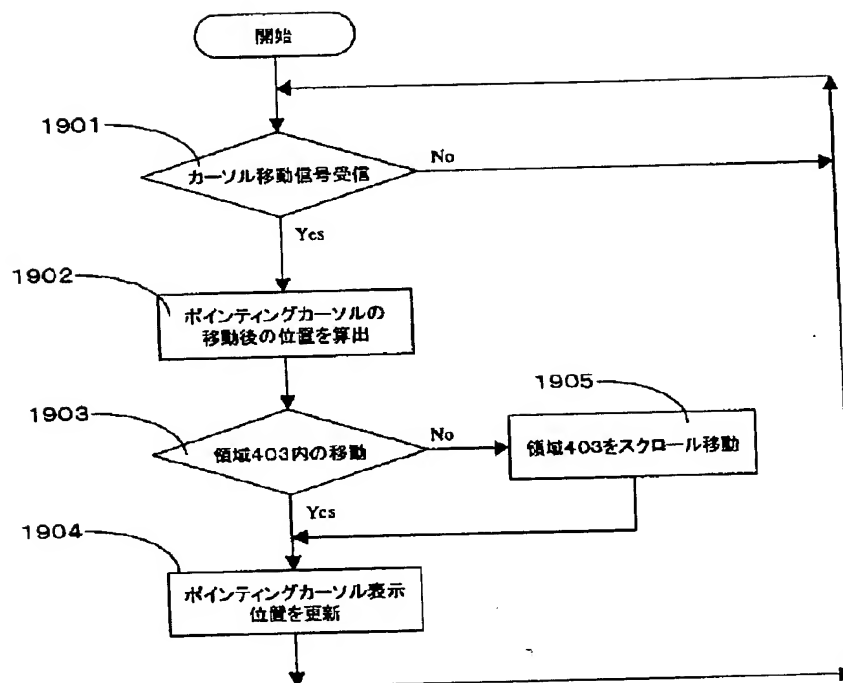 開始
1901
カーソル移動信号受信
No
Yes
1902
ポインティングカーソルの
移動後の位置を算出
1903
領域403内の移動
No
1905
領域403をスクロール移動
Yes
1904
ポインティングカーソル表示
位置を更新